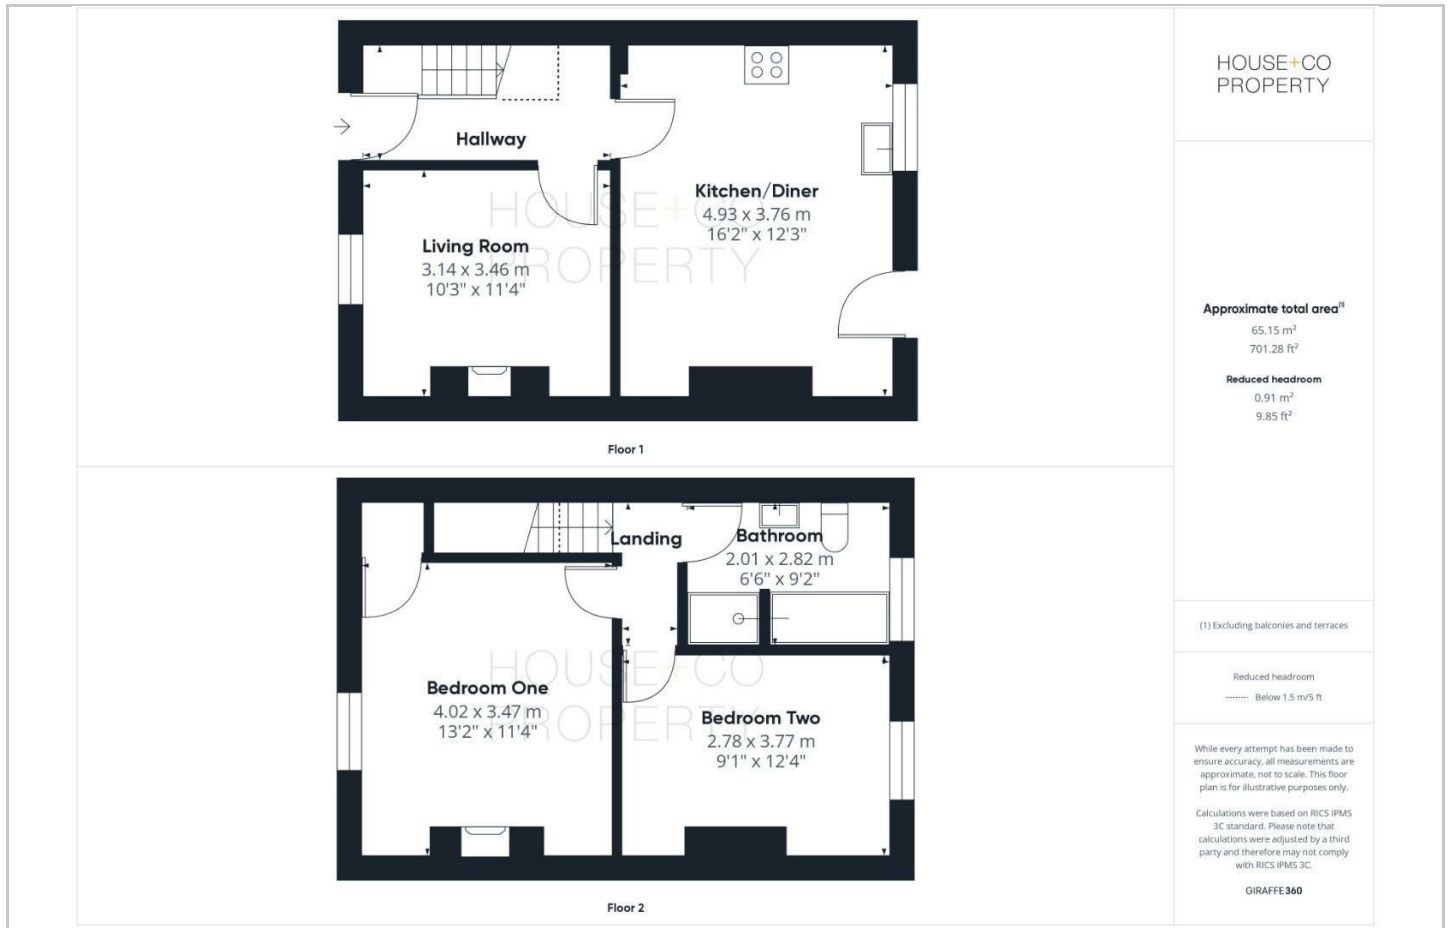 Hallway
Kitchen/Diner
4.93 x 3.76 m
16'2" x 12'3"
Living Room
3.14 x 3.46 m
10'3" x 11'4"
HOUSE+CO
PROPERTY
Floor 1
Landing
Bathroom
2.01 x 2.82 m
6'6" x 9'2"
Bedroom One
4.02 x 3.47 m
13'2" x 11'4"
Bedroom Two
2.78 x 3.77 m
9'1" x 12'4"
HOUSE+CO
PROPERTY
Floor 2
HOUSE+CO
PROPERTY
Approximate total area(1)
65.15 m²
701.28 ft²
Reduced headroom
0.91 m²
9.85 ft²
(1) Excluding balconies and terraces
Reduced headroom
Below 1.5 m/5 ft
While every attempt has been made to
ensure accuracy, all measurements are
approximate, not to scale. This floor
plan is for illustrative purposes only.
Calculations were based on RICS IPMS
3C standard. Please note that
calculations were adjusted by a third
party and therefore may not comply
with RICS IPMS 3C.
GIRAFFE360